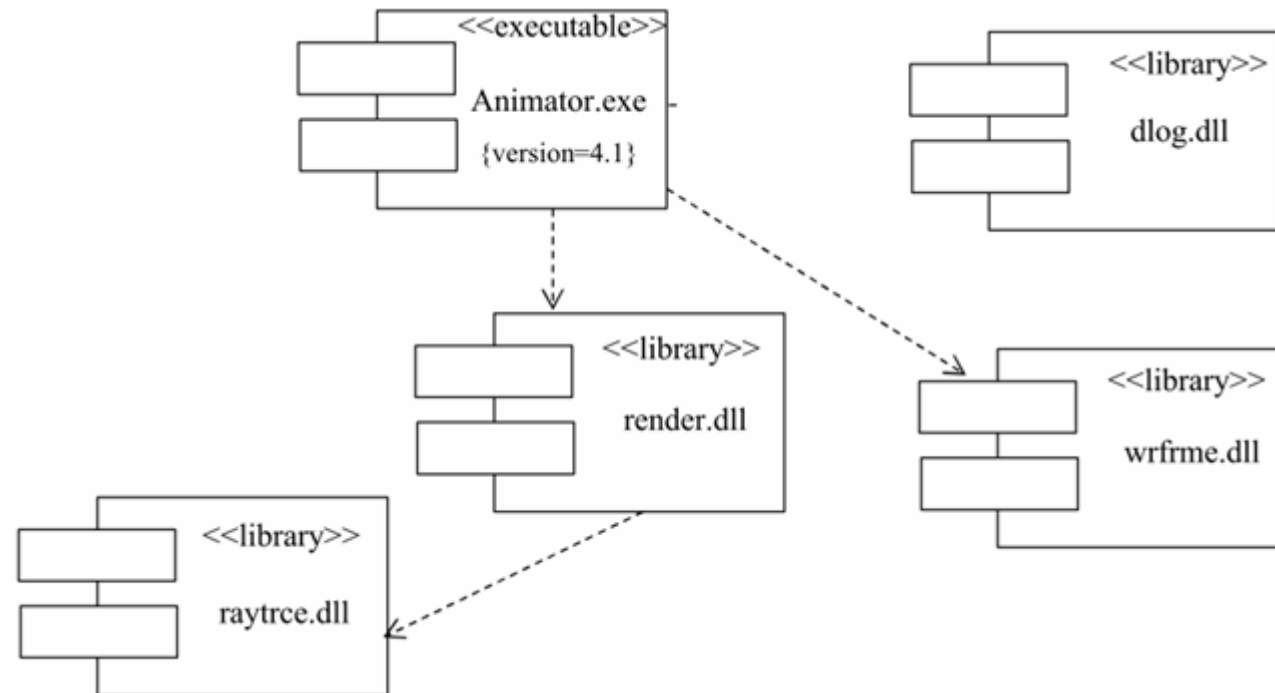 <<executable>>
Animator.exe
{version=4.1}
<<library>>
dlog.dll
<<library>>
render.dll
<<library>>
wrfrme.dll
<<library>>
raytrce.dll